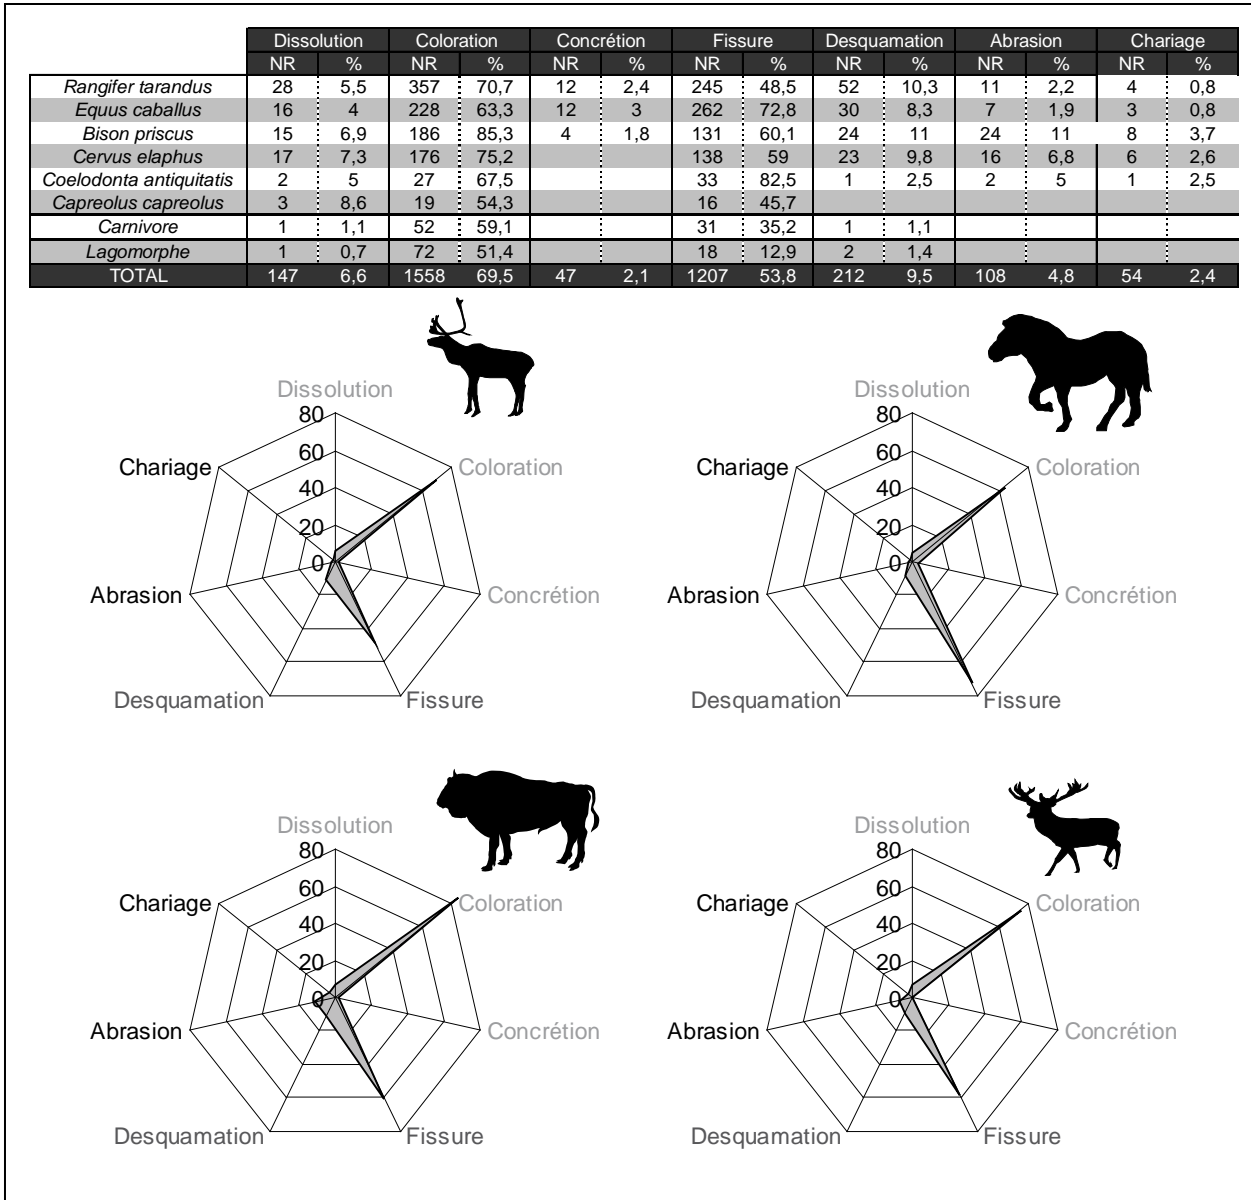 Dissolution Coloration Concrétion Fissure Desquamation Abrasion Chariage
NR % NR % NR % NR % NR % NR % NR %
Rangifer tarandus 28 5,5 357 70,7 12 2,4 245 48,5 52 10,3 11 2,2 4 0,8
Equus caballus 16 4 228 63,3 12 3 262 72,8 30 8,3 7 1,9 3 0,8
Bison priscus 15 6,9 186 85,3 4 1,8 131 60,1 24 11 24 11 8 3,7
Cervus elaphus 17 7,3 176 75,2 138 59 23 9,8 16 6,8 6 2,6
Coelodonta antiquitatis 2 5 27 67,5 33 82,5 1 2,5 2 5 1 2,5
Capreolus capreolus 3 8,6 19 54,3 16 45,7
Carnivore 1 1,1 52 59,1 31 35,2 1 1,1
Lagomorphe 1 0,7 72 51,4 18 12,9 2 1,4
TOTAL 147 6,6 1558 69,5 47 2,1 1207 53,8 212 9,5 108 4,8 54 2,4
Dissolution
80
Chariage
60
Coloration
40
20
0
Abrasion
Concrétion
Desquamation
Fissure
Dissolution
80
Chariage
60
Coloration
40
20
0
Abrasion
Concrétion
Desquamation
Fissure
Dissolution
80
Chariage
60
Coloration
40
20
0
Abrasion
Concrétion
Desquamation
Fissure
Dissolution
80
Chariage
60
Coloration
40
20
0
Abrasion
Concrétion
Desquamation
Fissure